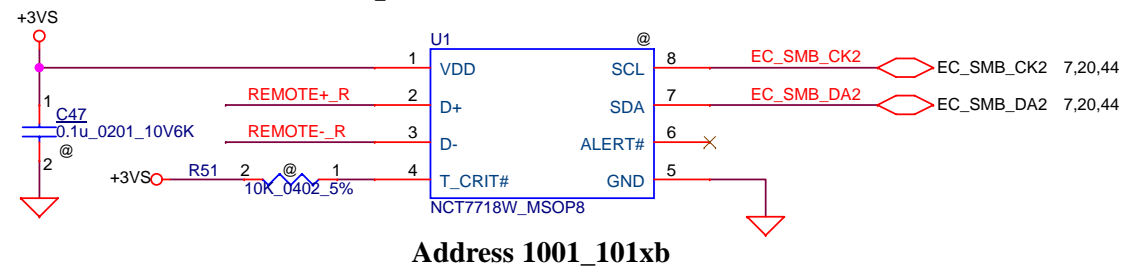 +3VS
U1
@
1
VDD
SCL
8
EC_SMB_CK2
EC_SMB_CK2 7,20,44
REMOTE+_R
2
D+
SDA
7
EC_SMB_DA2
EC_SMB_DA2 7,20,44
1
C47
0.1u_0201_10V6K
@
2
REMOTE-_R
3
D-
ALERT#
6
+3VS
R51
2
@
1
10K_0402_5%
4
T_CRIT#
GND
5
NCT7718W_MSOP8
Address 1001_101xb